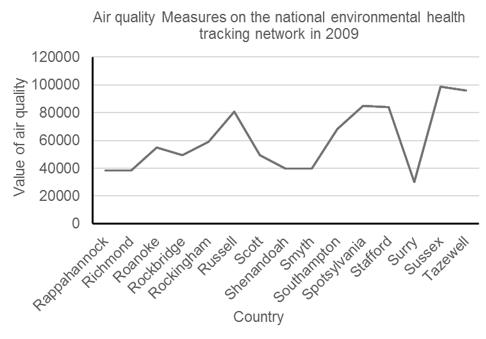 Air quality Measures on the national environmental health
tracking network in 2009
120000
100000
80000
60000
40000
20000
0
Value of air quality
Rappahannock
Richmond
Roanoke
Rockbridge
Rockingham
Russell
Scott
Shenandoah
Smyth
Southampton
Spotsylvania
Stafford
Surry
Sussex
Tazewell
Country